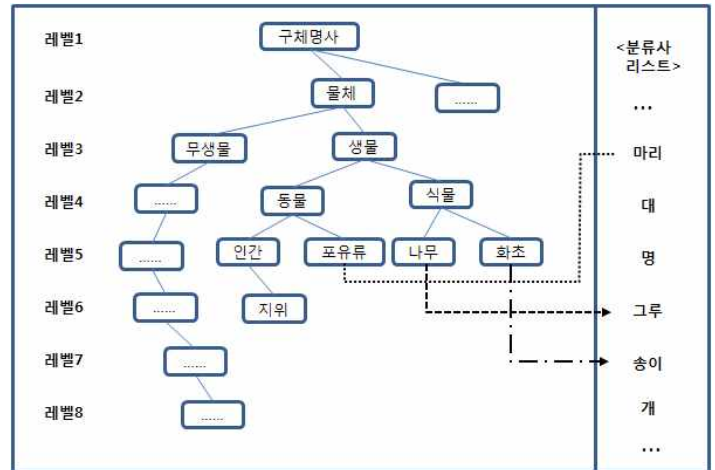 레벨1
구체명사
<분류사
리스트>
레벨2
물체
......
...
레벨3
무생물
생물
마리
레벨4
......
동물
식물
대
레벨5
......
인간
포유류
나무
화초
명
레벨6
......
지위
그루
레벨7
......
송이
레벨8
......
개
...